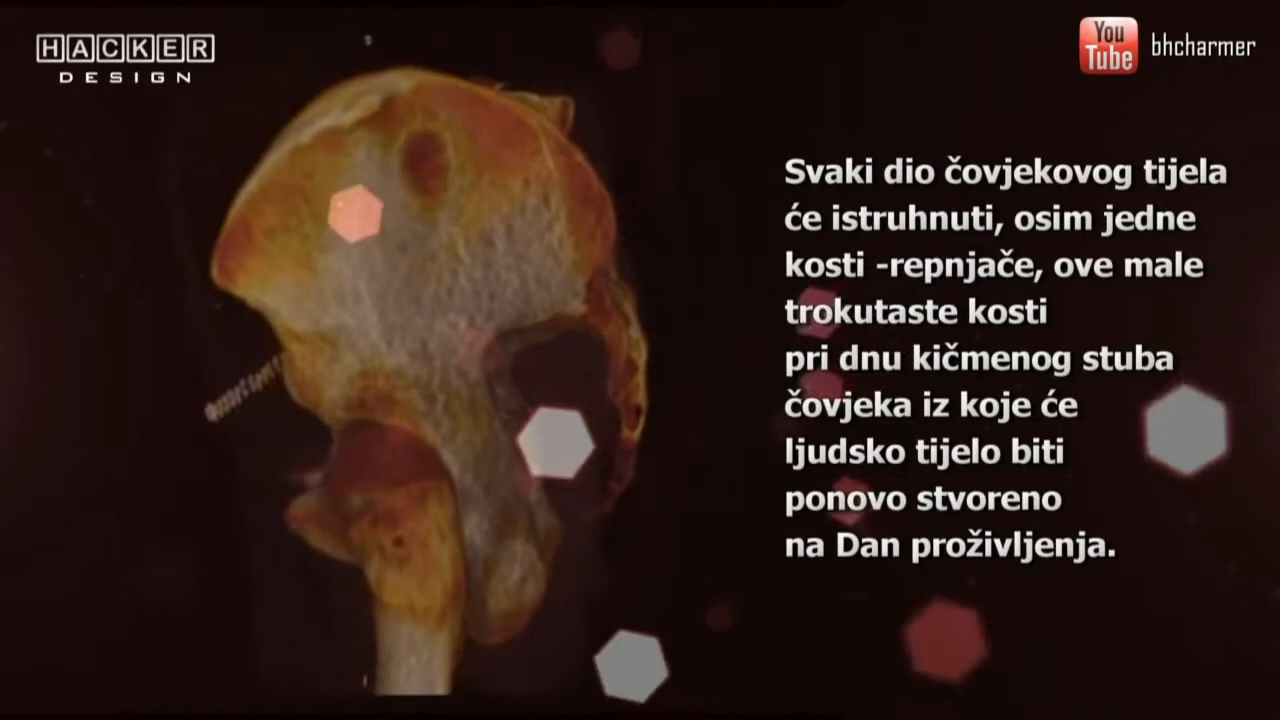 HACKER
DESIGN
You
Tube
bhcharmer
Svaki dio čovjekovog tijela
će istruhnuti, osim jedne
kosti -repnjače, ove male
trokutaste kosti
pri dnu kičmenog stuba
čovjeka iz koje će
ljudsko tijelo biti
ponovo stvoreno
na Dan proživljenja.